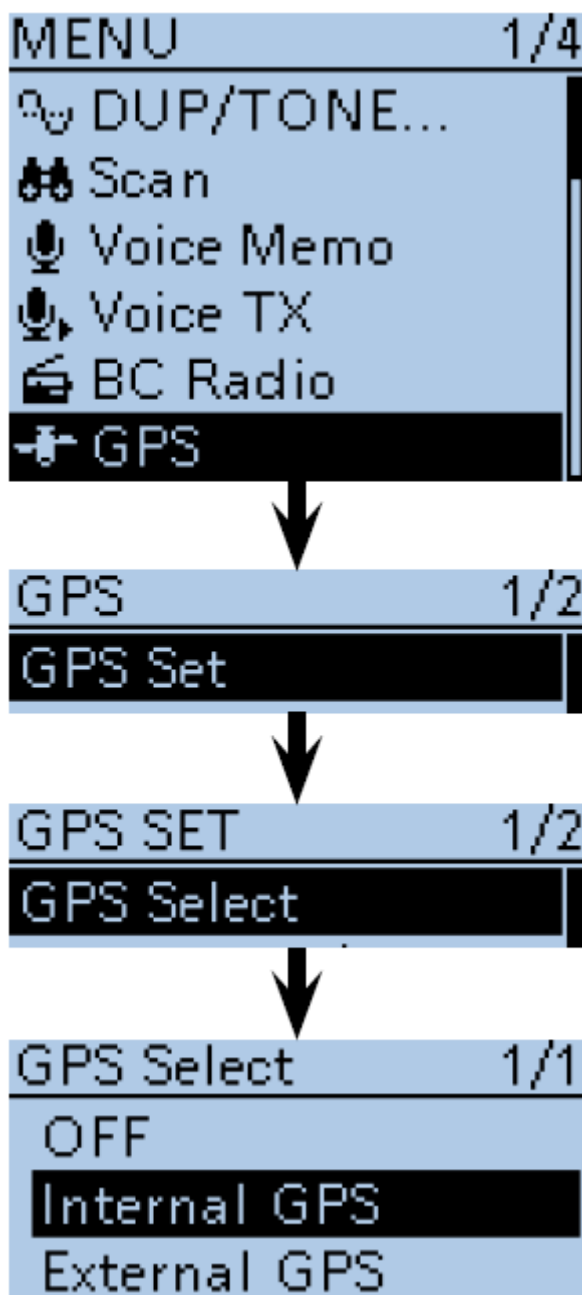 MENU 1/4
DUP/TONE...
Scan
Voice Memo
Voice TX
BC Radio
GPS
GPS 1/2
GPS Set
GPS SET 1/2
GPS Select
GPS Select 1/1
OFF
Internal GPS
External GPS